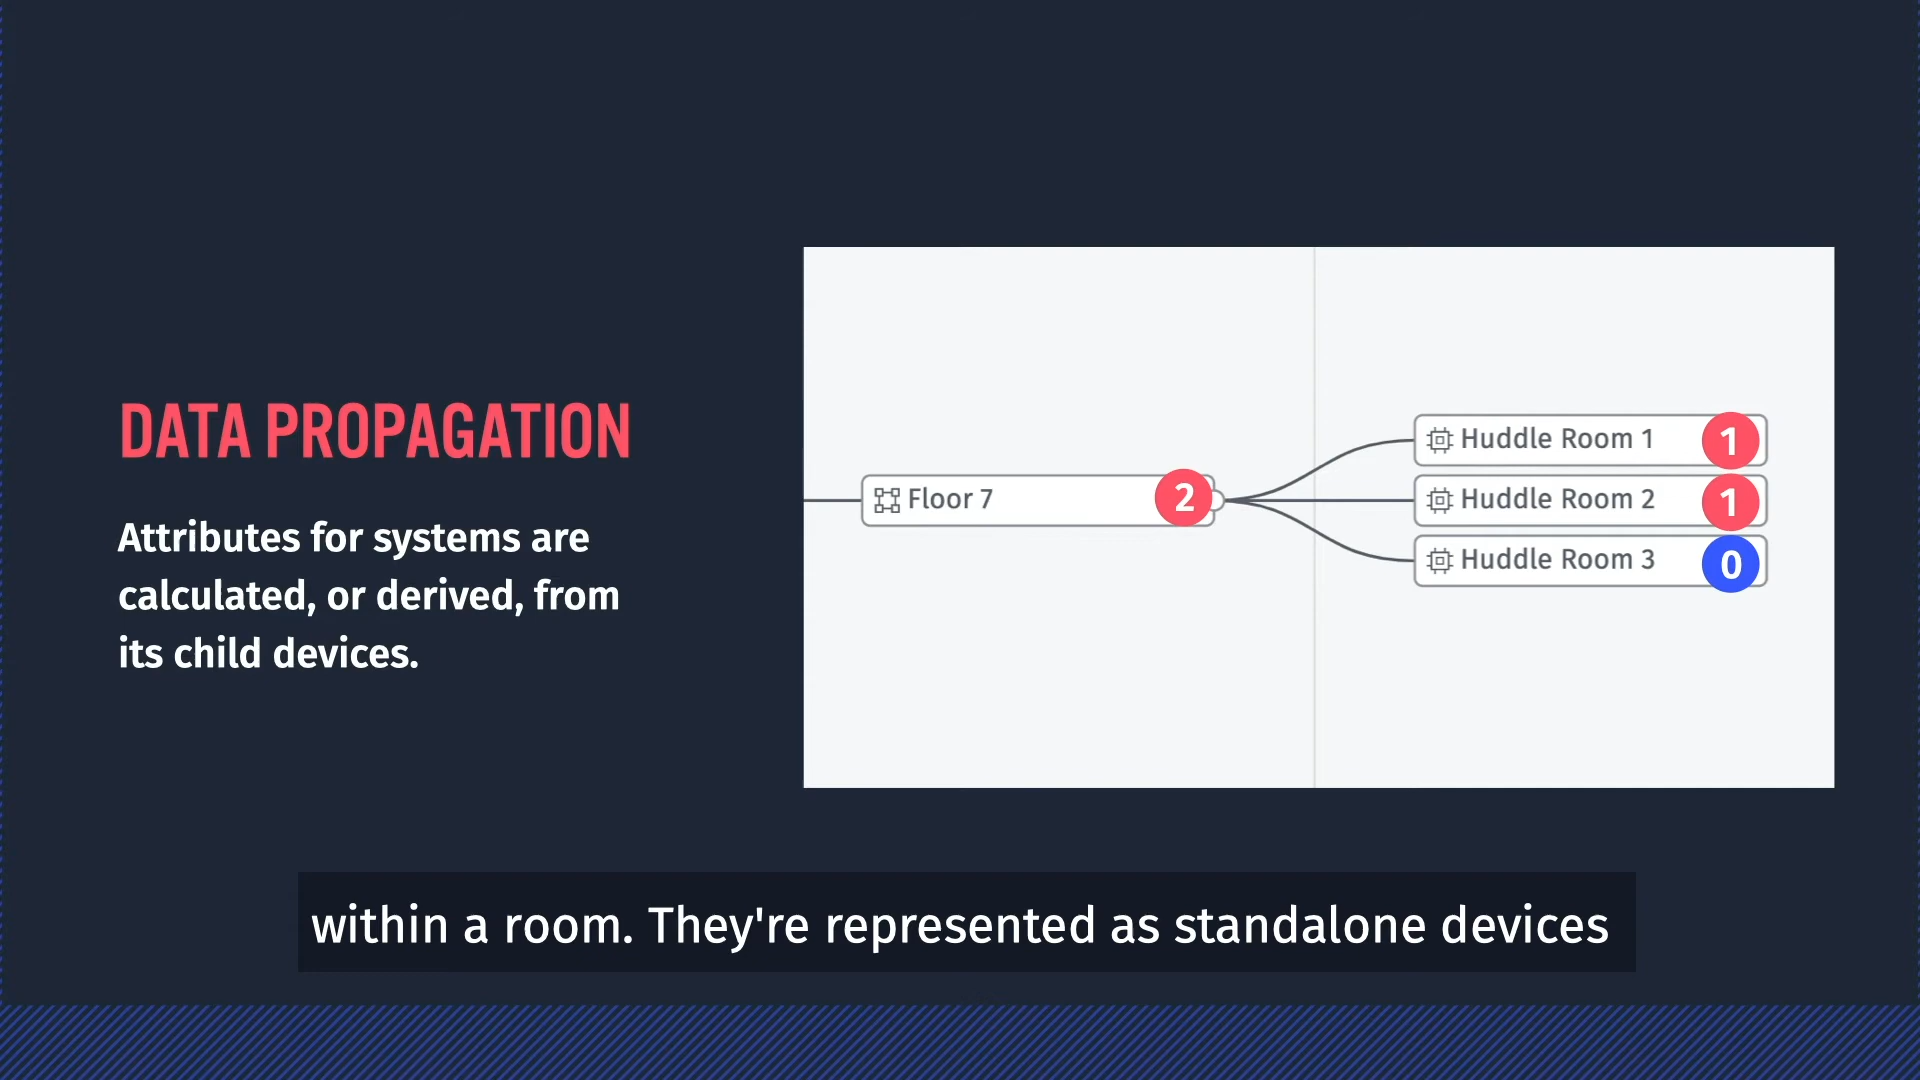 DATA PROPAGATION
Attributes for systems are
calculated, or derived, from
its child devices.
Floor 7
2
Huddle Room 1
1
Huddle Room 2
1
Huddle Room 3
0
within a room. They're represented as standalone devices